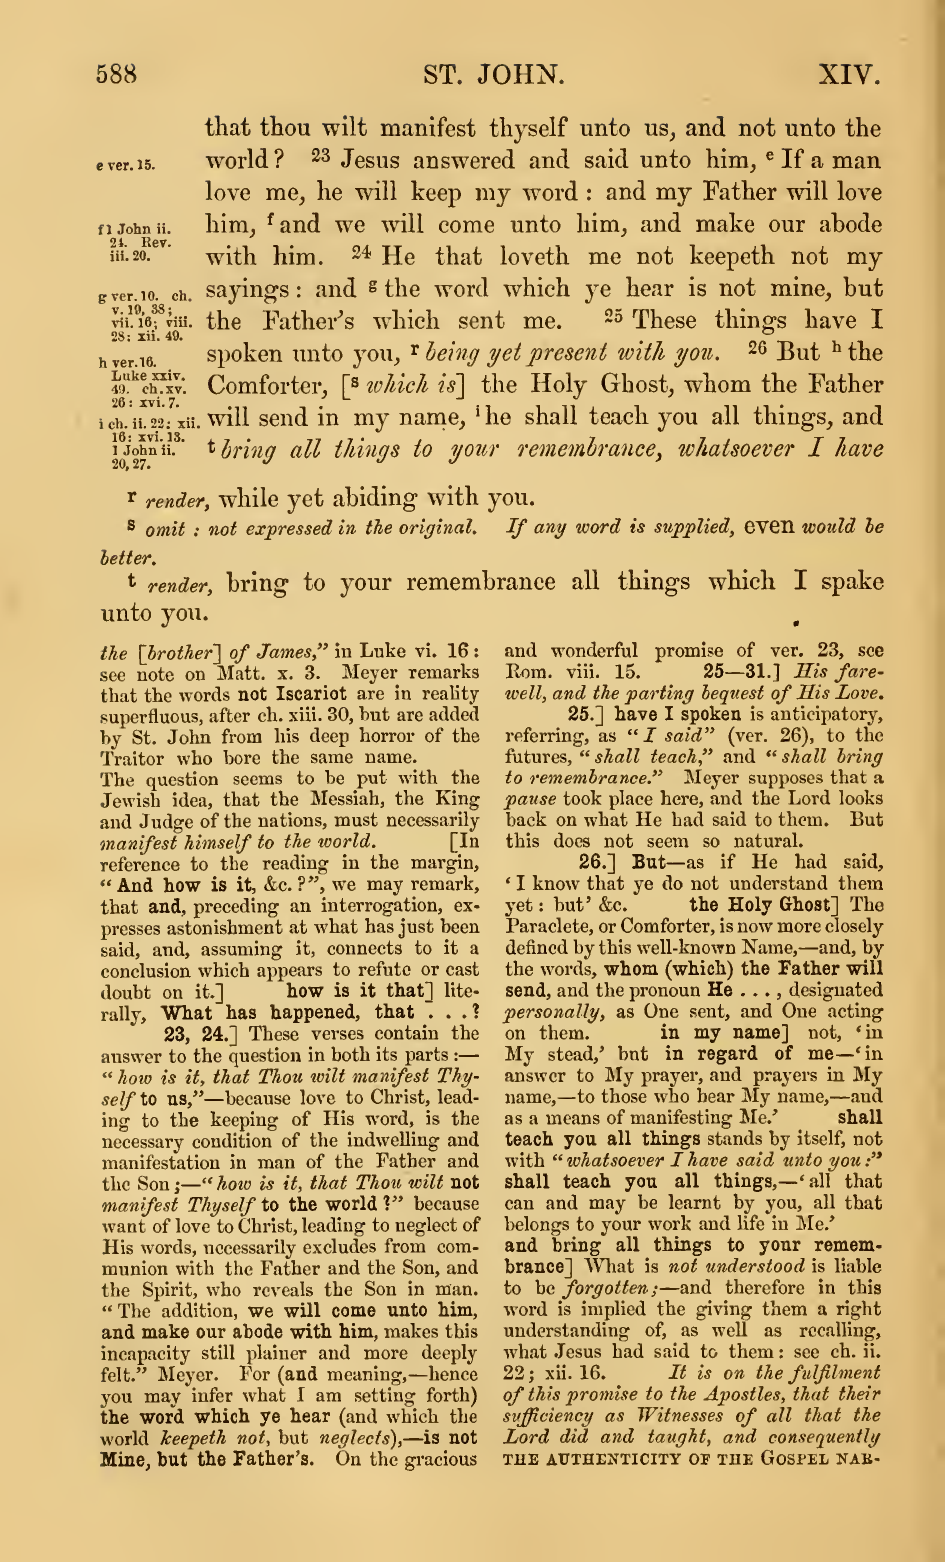 588
ST. JOHN.
XIV.
that thou wilt manifest thyself unto us, and not unto the
world? 23 Jesus answered and said unto him, e If a man
love me, he will keep my word : and my Father will love
him, f and we will come unto him, and make our abode
with him. 24 He that loveth me not keepeth not my
sayings : and g the word which ye hear is not mine, but
the Father's which sent me. 25 These things have I
spoken unto you, r being yet present with you. 26 But h the
Comforter, [s which is] the Holy Ghost, whom the Father
will send in my name, i he shall teach you all things, and
t bring all things to your remembrance, whatsoever I have
e ver. 15.
f 1 John ii.
24. Rev.
iii. 20.
g ver. 10. ch.
v. 19, 38;
vii. 16; viii.
28: xii. 49.
h ver. 16.
Luke xxiv.
49. ch. xv.
26: xvi. 7.
i ch. ii. 22: xii.
16: xvi. 13.
1 John ii.
20, 27.
r render, while yet abiding with you.
s omit : not expressed in the original. If any word is supplied, even would be
better.
t render, bring to your remembrance all things which I spake
unto you.
the [brother] of James,” in Luke vi. 16 :
see note on Matt. x. 3. Meyer remarks
that the words not Iscariot are in reality
superfluous, after ch. xiii. 30, but are added
by St. John from his deep horror of the
Traitor who bore the same name.
The question seems to be put with the
Jewish idea, that the Messiah, the King
and Judge of the nations, must necessarily
manifest himself to the world. [In
reference to the reading in the margin,
“ And how is it, &c. ?”, we may remark,
that and, preceding an interrogation, ex-
presses astonishment at what has just been
said, and, assuming it, connects to it a
conclusion which appears to refute or cast
doubt on it.] how is it that] lite-
rally, What has happened, that . . . ?
23, 24.] These verses contain the
answer to the question in both its parts :—
“ how is it, that Thou wilt manifest Thy-
self to us,”—because love to Christ, lead-
ing to the keeping of His word, is the
necessary condition of the indwelling and
manifestation in man of the Father and
the Son ;—“ how is it, that Thou wilt not
manifest Thyself to the world ?” because
want of love to Christ, leading to neglect of
His words, necessarily excludes from com-
munion with the Father and the Son, and
the Spirit, who reveals the Son in man.
“ The addition, we will come unto him,
and make our abode with him, makes this
incapacity still plainer and more deeply
felt.” Meyer. For (and meaning,—hence
you may infer what I am setting forth)
the word which ye hear (and which the
world keepeth not, but neglects),—is not
Mine, but the Father's. On the gracious
and wonderful promise of ver. 23, see
Rom. viii. 15. 25—31.] His fare-
well, and the parting bequest of His Love.
25.] have I spoken is anticipatory,
referring, as “ I said” (ver. 26), to the
futures, “ shall teach,” and “ shall bring
to remembrance.” Meyer supposes that a
pause took place here, and the Lord looks
back on what He had said to them. But
this does not seem so natural.
26.] But—as if He had said,
‘ I know that ye do not understand them
yet : but’ &c. the Holy Ghost] The
Paraclete, or Comforter, is now more closely
defined by this well-known Name,—and, by
the words, whom (which) the Father will
send, and the pronoun He . . . , designated
personally, as One sent, and One acting
on them. in my name] not, ‘ in
My stead,’ but in regard of me—‘ in
answer to My prayer, and prayers in My
name,—to those who bear My name,—and
as a means of manifesting Me.’ shall
teach you all things stands by itself, not
with “ whatsoever I have said unto you :”
shall teach you all things,—‘ all that
can and may be learnt by you, all that
belongs to your work and life in Me.’
and bring all things to your remem-
brance] What is not understood is liable
to be forgotten ;—and therefore in this
word is implied the giving them a right
understanding of, as well as recalling,
what Jesus had said to them : see ch. ii.
22 ; xii. 16. It is on the fulfilment
of this promise to the Apostles, that their
sufficiency as Witnesses of all that the
Lord did and taught, and consequently
THE AUTHENTICITY OF THE GOSPEL NAR-